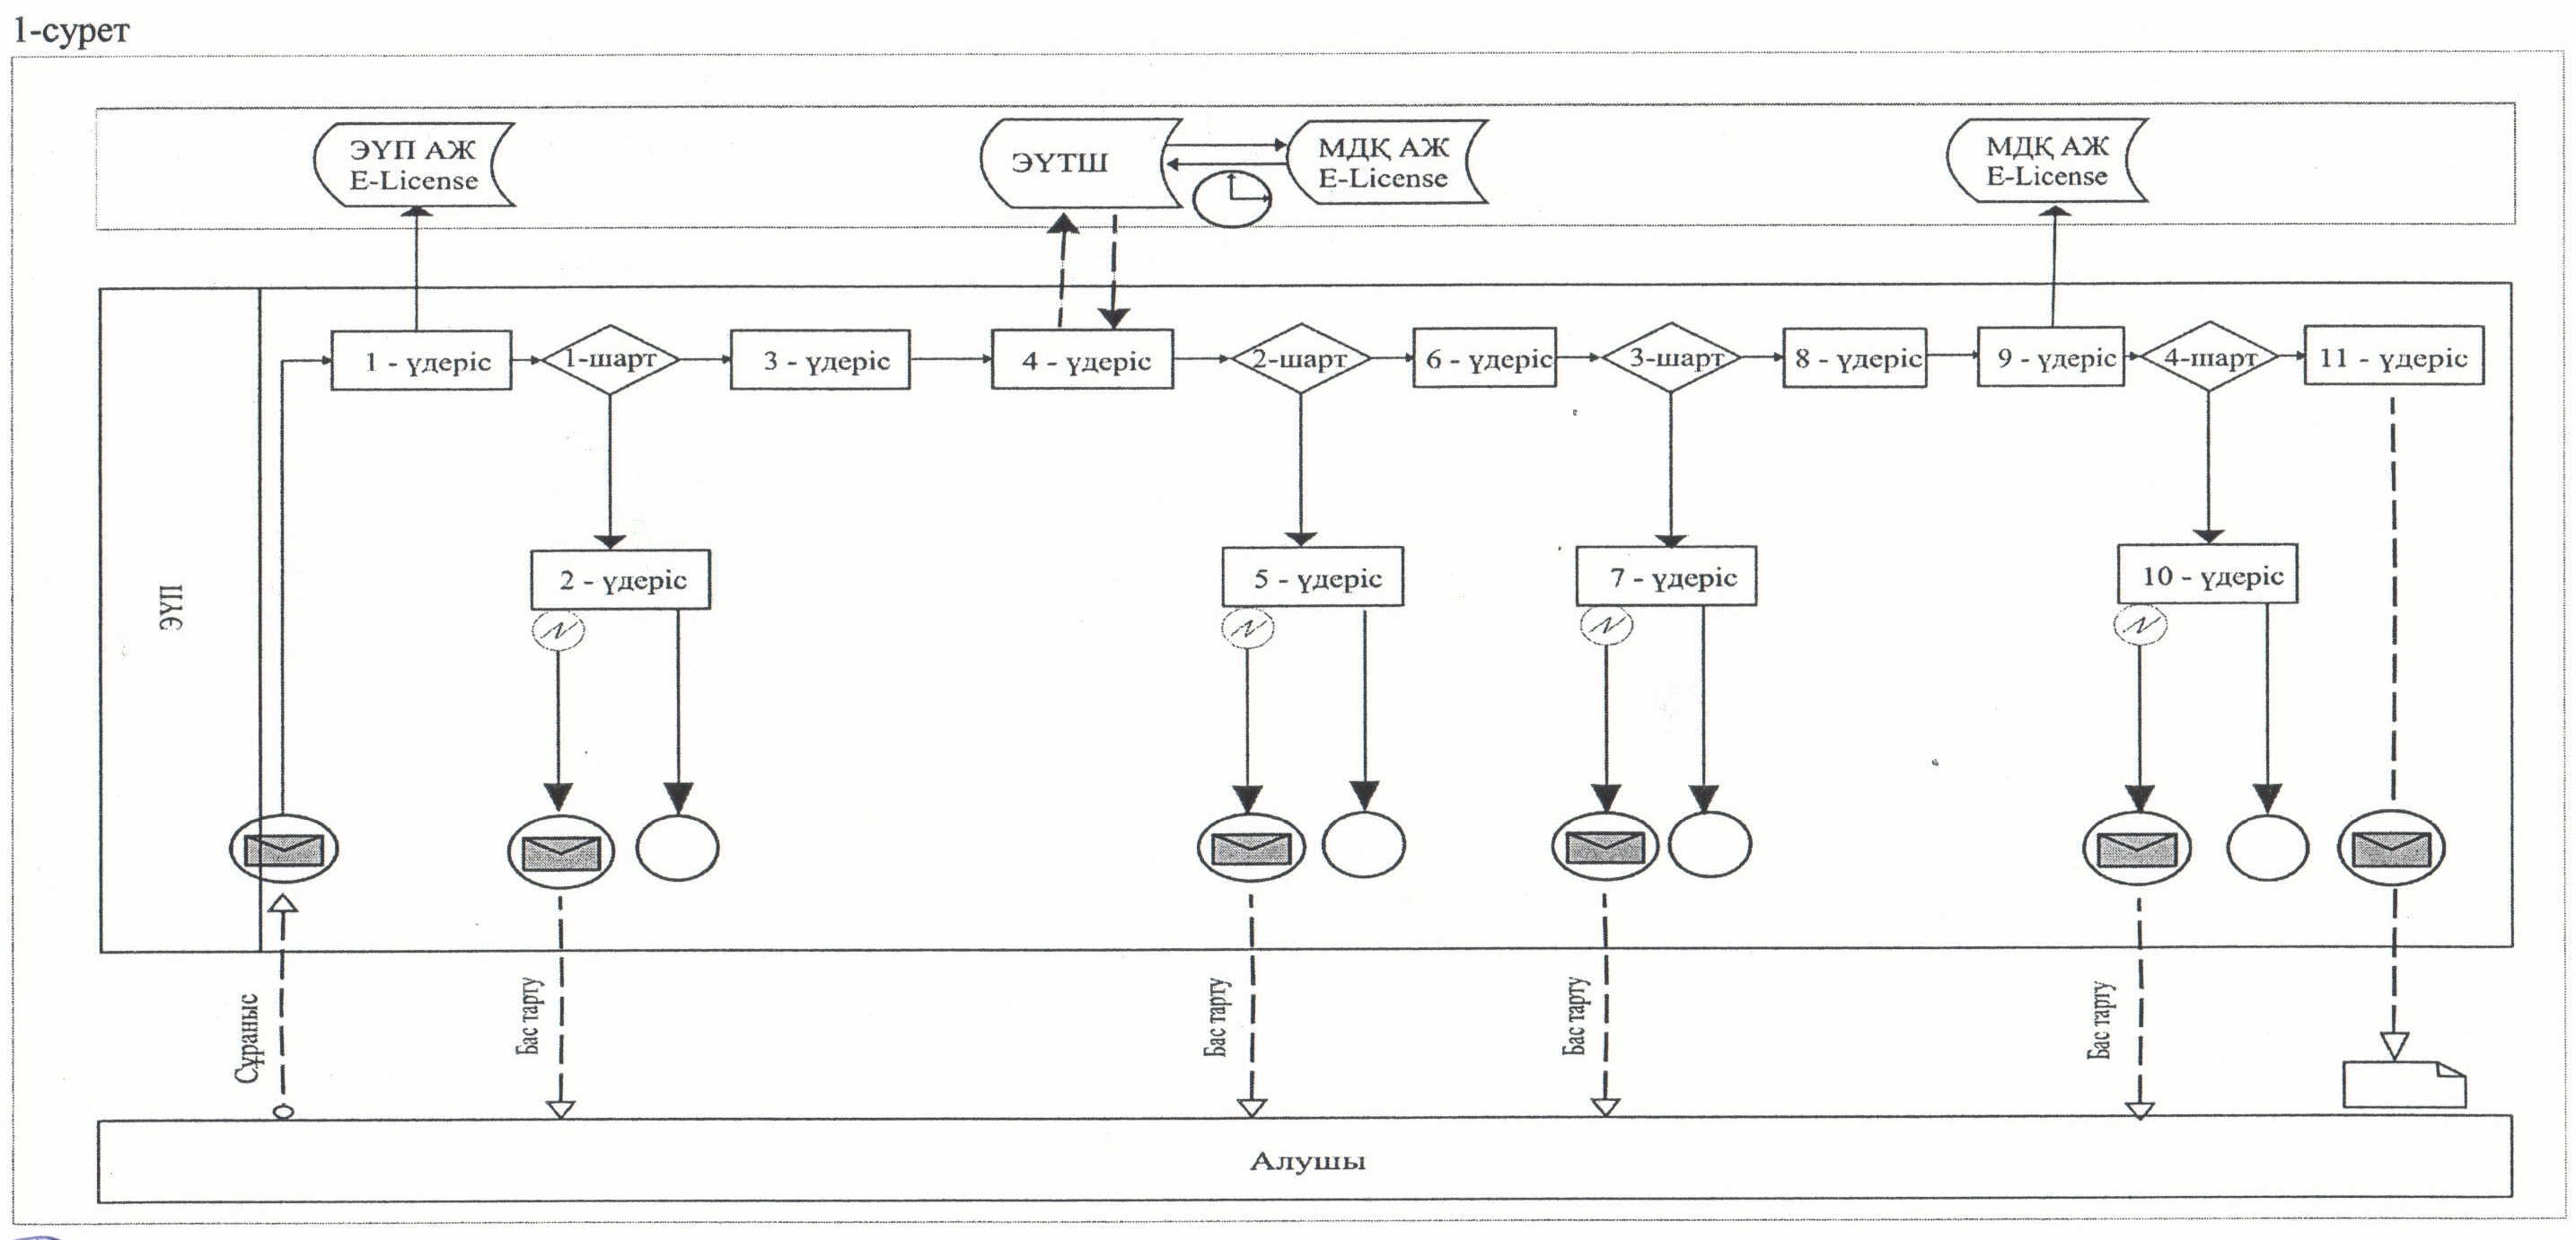 1-сурет
ЭҮП АЖ
E-License
ЭҮТШ
МДҚ АЖ
E-License
МДҚ АЖ
E-License
1 - үдеріс
1-шарт
3 - үдеріс
4 - үдеріс
2-шарт
6 - үдеріс
3-шарт
8 - үдеріс
9 - үдеріс
4-шарт
11 - үдеріс
2 - үдеріс
5 - үдеріс
7 - үдеріс
10 - үдеріс
ЭҮП
Сұраныс
Бас тарту
Бас тарту
Бас тарту
Бас тарту
Алушы